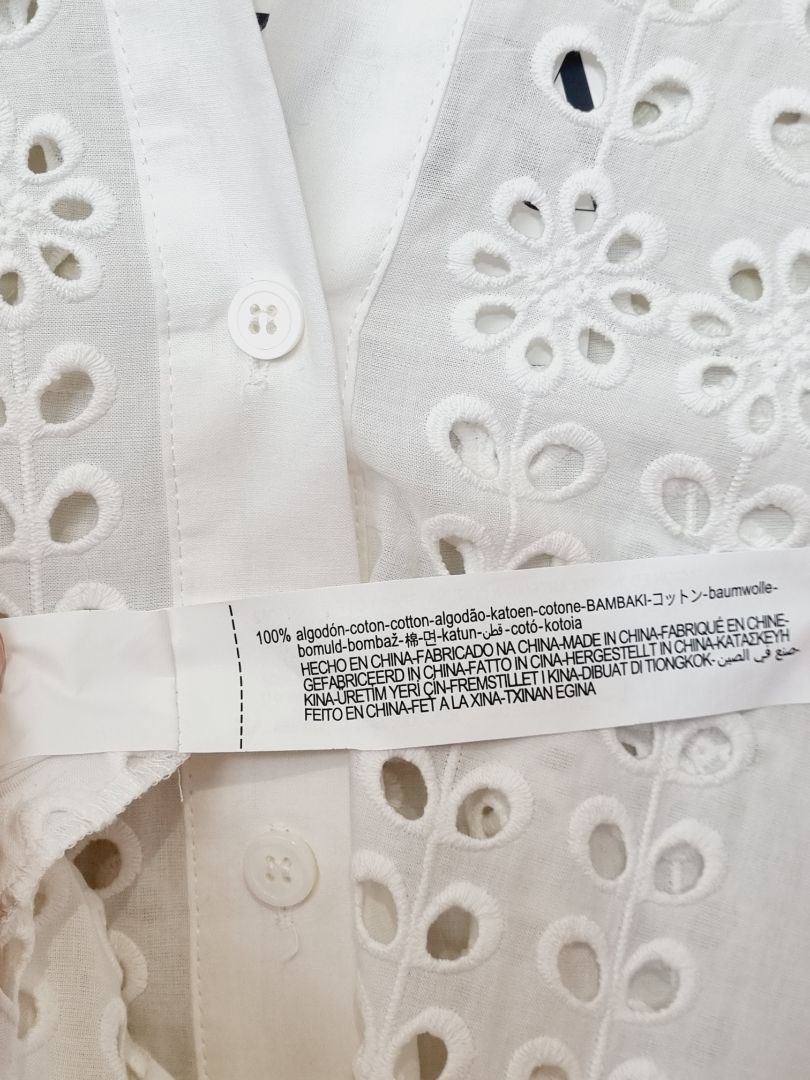 100% algodón-coton-cotton-algodão-katoen-cotone-BAMBAKI-コットン-baumwolle-
bomuld-bombaž-棉-면-katun-قطن-cotó-kotoia
HECHO EN CHINA-FABRICADO NA CHINA-MADE IN CHINA-FABRIQUÉ EN CHINE-
GEFABRICEERD IN CHINA-FATTO IN CINA-HERGESTELLT IN CHINA-ΚΑΤΑΣΚΕΥΗ
KINA-ÜRETİM YERİ ÇİN-FREMSTILLET I KINA-DIBUAT DI TIONGKOK-صنع في الصين-
FEITO EN CHINA-FET A LA XINA-TXINAN EGINA